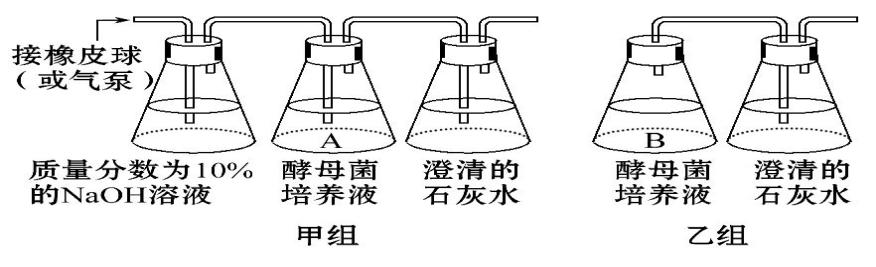 接橡皮球
（或气泵）
A
B
质量分数为10%
的NaOH溶液
酵母菌
培养液
澄清的
石灰水
酵母菌
培养液
澄清的
石灰水
甲组
乙组